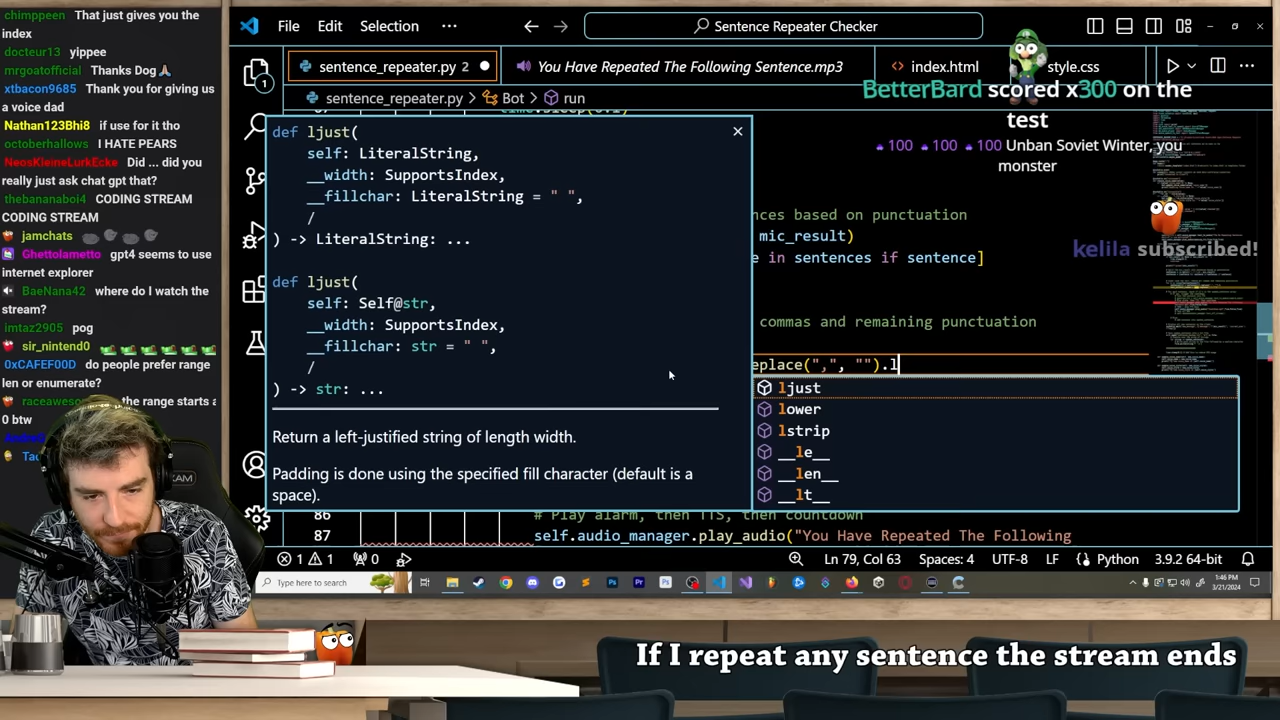 chimppeen That just gives you the
index
docteur13 yippee
mrgoatofficial Thanks Dog🙏
xtbacon9685 Thank you for giving us
a voice dad
Nathan123Bhi8 if use for it tho
octoberhallows I HATE PEARS
NeosKleineLurkEcke Did ... did you
really just ask chat gpt that?
thebananaboi4 CODING STREAM
CODING STREAM
jamchats
Ghettolametto gpt4 seems to use
internet explorer
BaeNana42 where do I watch the
stream?
imtaz2905 pog
sir_nintend0
0xCAFEF00D do people prefer range
len or enumerate?
the range starts a
0 btw
File Edit Selection ···
Sentence Repeater Checker
sentence_repeater.py 2
You Have Repeated The Following Sentence.mp3
index.html
style.css
sentence_repeater.py > Bot > run
BetterBard scored x300 on the
test
100 100 100 Unban Soviet Winter, you
monster
kelila subscribed!
def ljust(
self: LiteralString,
__width: SupportsIndex,
__fillchar: LiteralString = " ",
/
) -> LiteralString: ...
def ljust(
self: Self@str,
__width: SupportsIndex,
__fillchar: str = " ",
/
) -> str: ...
Return a left-justified string of length width.
Padding is done using the specified fill character (default is a
space).
nces based on punctuation
mic_result)
e in sentences if sentence]
commas and remaining punctuation
eplace(",", "").l
ljust
lower
lstrip
__le__
__len__
__lt__
86 # Play alarm, then TTS, then countdown
87 self.audio_manager.play_audio("You Have Repeated The Following
1 1 0
Ln 79, Col 63 Spaces: 4 UTF-8 LF Python 3.9.2 64-bit
Type here to search
1:46 PM
3/21/2024
If I repeat any sentence the stream ends